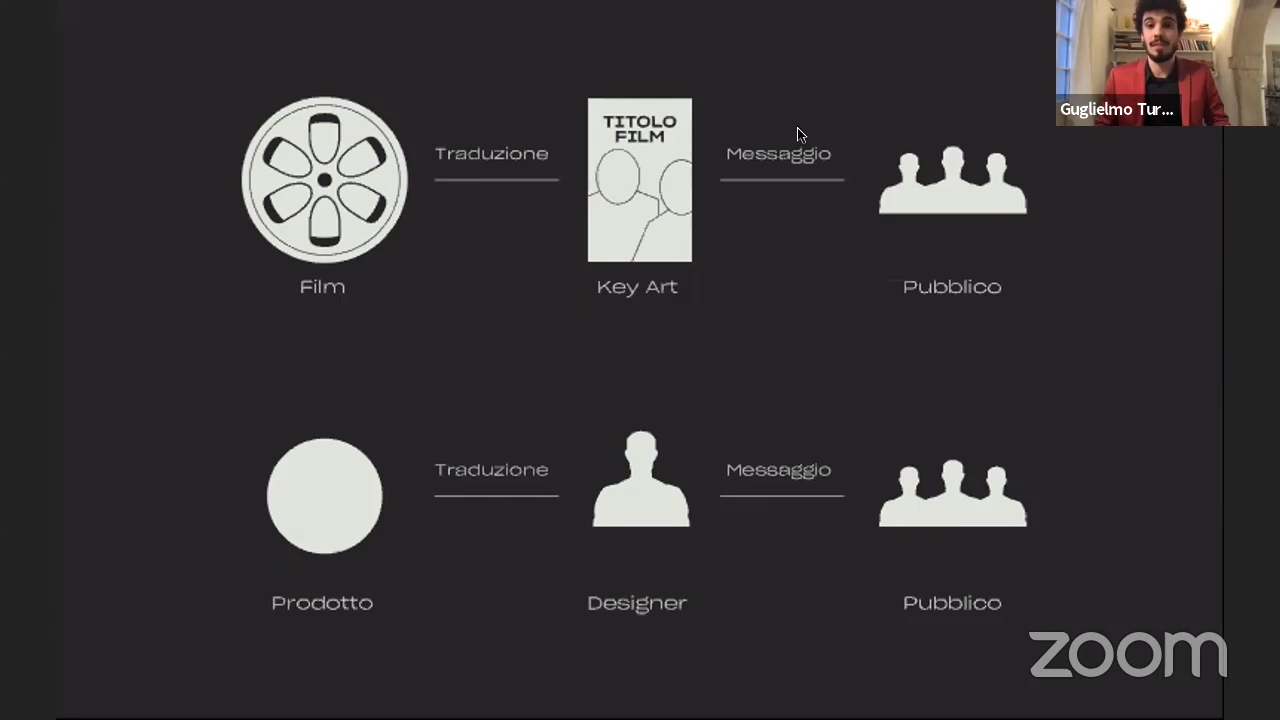 Guglielmo Tur...
TITOLO
FILM
Traduzione
Messaggio
Film
Key Art
Pubblico
Traduzione
Messaggio
Prodotto
Designer
Pubblico
zoom